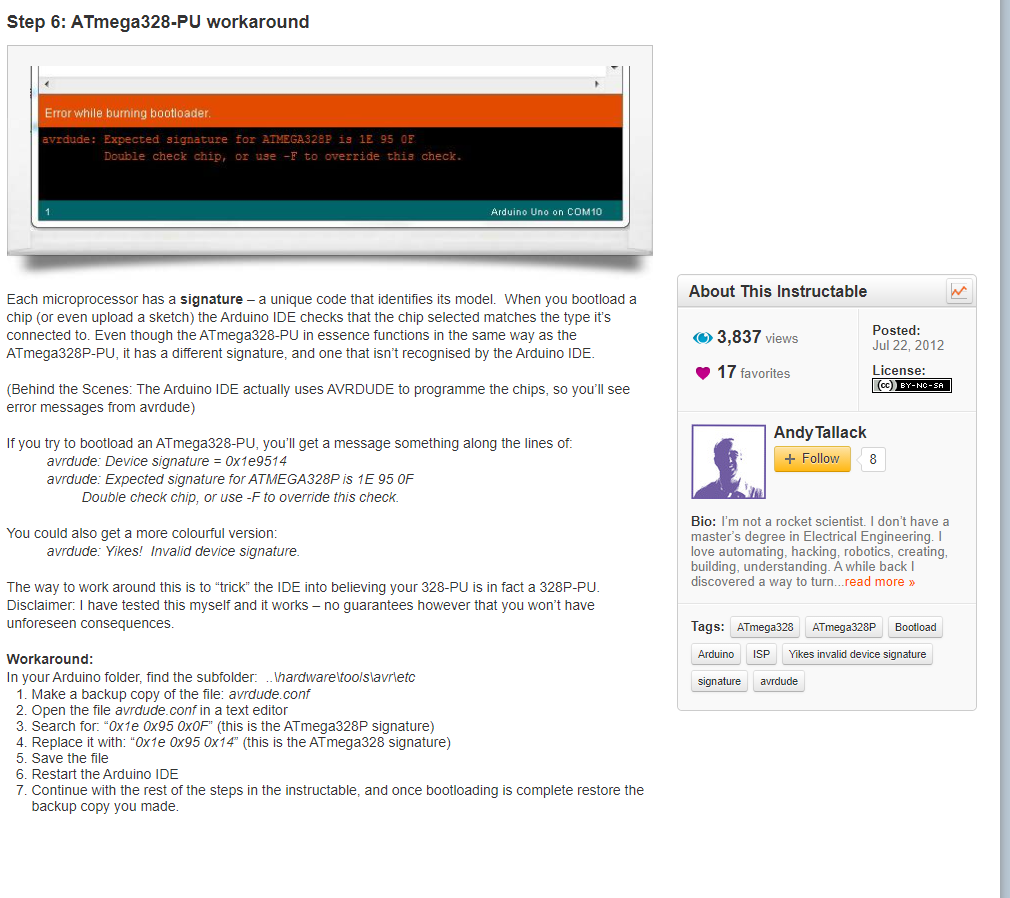 Step 6: ATmega328-PU workaround
Error while burning bootloader.
avrdude: Expected signature for ATMEGA328P is 1E 95 0F
Double check chip, or use -F to override this check.
1
Arduino Uno on COM10
Each microprocessor has a signature – a unique code that identifies its model.  When you bootload a
chip (or even upload a sketch) the Arduino IDE checks that the chip selected matches the type it's
connected to. Even though the ATmega328-PU in essence functions in the same way as the
ATmega328P-PU, it has a different signature, and one that isn't recognised by the Arduino IDE.
(Behind the Scenes: The Arduino IDE actually uses AVRDUDE to programme the chips, so you'll see
error messages from avrdude)
If you try to bootload an ATmega328-PU, you'll get a message something along the lines of:
avrdude: Device signature = 0x1e9514
avrdude: Expected signature for ATMEGA328P is 1E 95 0F
Double check chip, or use -F to override this check.
You could also get a more colourful version:
avrdude: Yikes!  Invalid device signature.
The way to work around this is to “trick” the IDE into believing your 328-PU is in fact a 328P-PU.
Disclaimer: I have tested this myself and it works – no guarantees however that you won't have
unforeseen consequences.
Workaround:
In your Arduino folder, find the subfolder:  ..\hardware\tools\avr\etc
1. Make a backup copy of the file: avrdude.conf
2. Open the file avrdude.conf in a text editor
3. Search for: “0x1e 0x95 0x0F” (this is the ATmega328P signature)
4. Replace it with: “0x1e 0x95 0x14” (this is the ATmega328 signature)
5. Save the file
6. Restart the Arduino IDE
7. Continue with the rest of the steps in the instructable, and once bootloading is complete restore the
backup copy you made.
About This Instructable
3,837 views
17 favorites
Posted:
Jul 22, 2012
License:
(cc) BY-NC-SA
AndyTallack
+ Follow
8
Bio: I'm not a rocket scientist. I don't have a
master's degree in Electrical Engineering. I
love automating, hacking, robotics, creating,
building, understanding. A while back I
discovered a way to turn...read more »
Tags: ATmega328 ATmega328P Bootload
Arduino ISP Yikes invalid device signature
signature avrdude